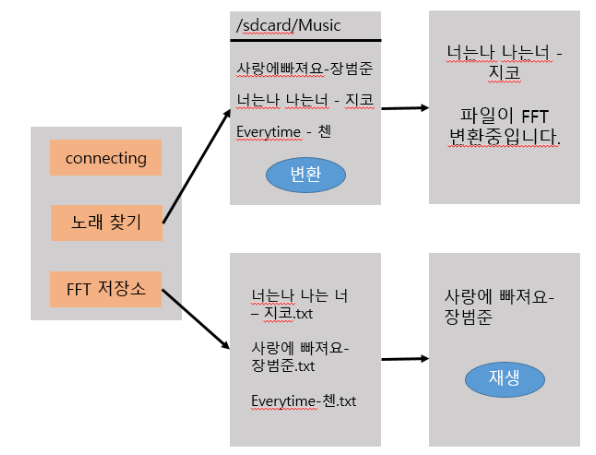 connecting
노래 찾기
FFT 저장소
/sdcard/Music
사랑에빠져요-장범준
너는나 나는너 - 지코
Everytime - 첸
변환
너는나 나는너 -
지코
파일이 FFT
변환중입니다.
너는나 나는 너
– 지코.txt
사랑에 빠져요-
장범준.txt
Everytime-첸.txt
사랑에 빠져요-
장범준
재생